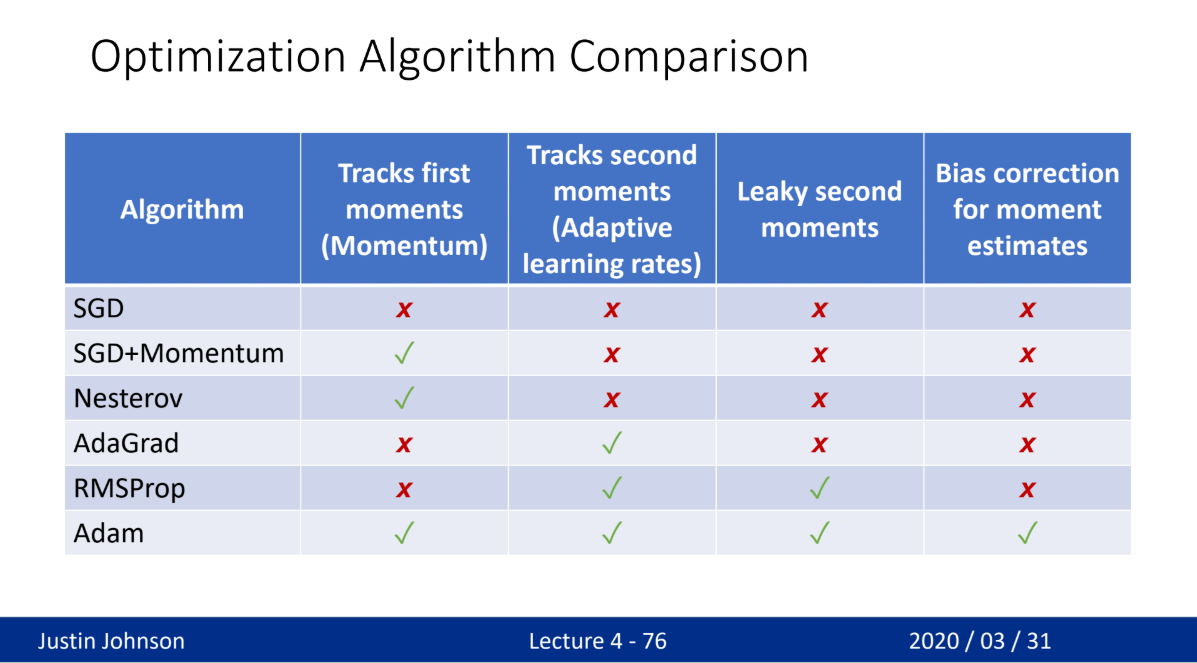 Optimization Algorithm Comparison
Algorithm
Tracks first
moments
(Momentum)
Tracks second
moments
(Adaptive
learning rates)
Leaky second
moments
Bias correction
for moment
estimates
SGD x x x x
SGD+Momentum ✓ x x x
Nesterov ✓ x x x
AdaGrad x ✓ x x
RMSProp x ✓ ✓ x
Adam ✓ ✓ ✓ ✓
Justin Johnson Lecture 4 - 76 2020 / 03 / 31